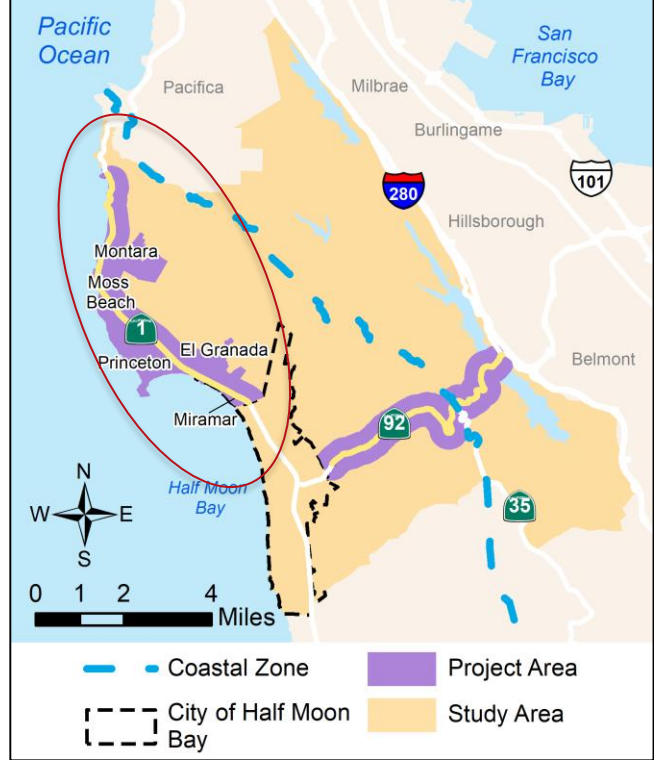 Pacific
Ocean
San
Francisco
Bay
Pacifica
Milbrae
Burlingame
280
101
Hillsborough
Montara
Moss
Beach
1
El Granada
Princeton
Belmont
Miramar
92
Half Moon
Bay
35
N
W E
S
0 1 2 4
Miles
Coastal Zone
Project Area
City of Half Moon
Bay
Study Area